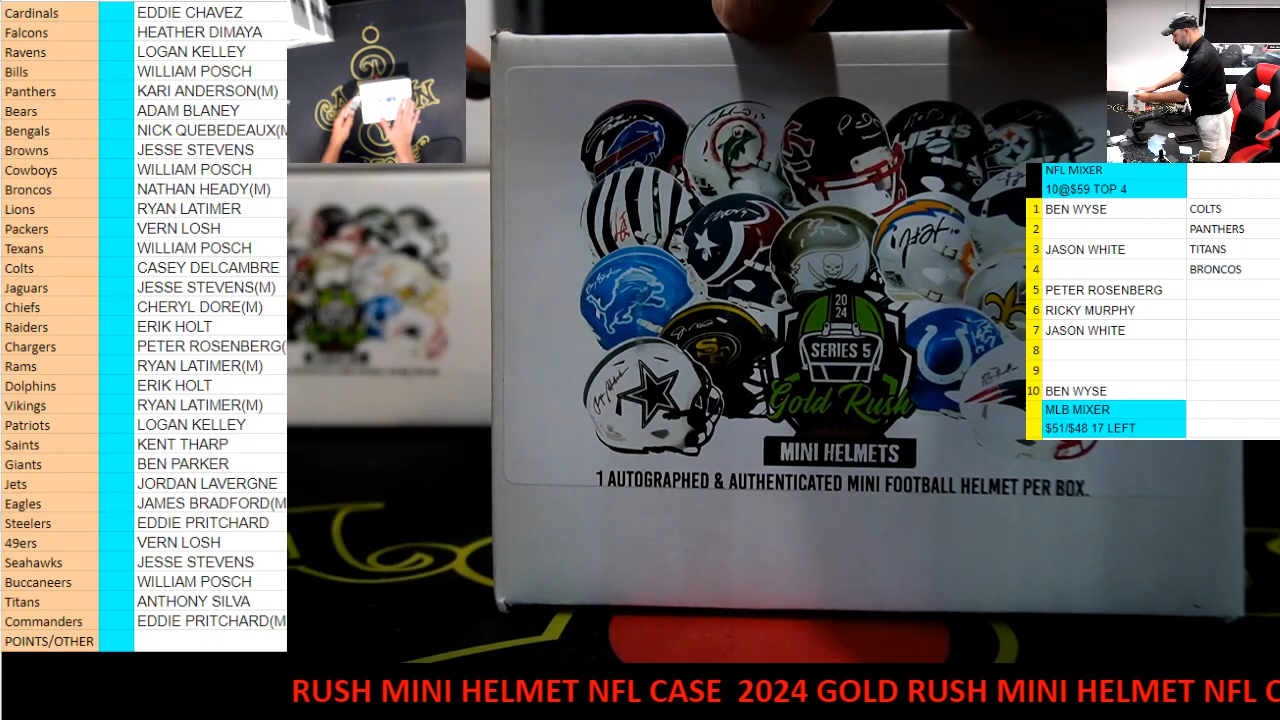 Cardinals EDDIE CHAVEZ
Falcons HEATHER DIMAYA
Ravens LOGAN KELLEY
Bills WILLIAM POSCH
Panthers KARI ANDERSON(M)
Bears ADAM BLANEY
Bengals NICK QUEBEDEAUX(M
Browns JESSE STEVENS
Cowboys WILLIAM POSCH
Broncos NATHAN HEADY(M)
Lions RYAN LATIMER
Packers VERN LOSH
Texans WILLIAM POSCH
Colts CASEY DELCAMBRE
Jaguars JESSE STEVENS(M)
Chiefs CHERYL DORE(M)
Raiders ERIK HOLT
Chargers PETER ROSENBERG(
Rams RYAN LATIMER(M)
Dolphins ERIK HOLT
Vikings RYAN LATIMER(M)
Patriots LOGAN KELLEY
Saints KENT THARP
Giants BEN PARKER
Jets JORDAN LAVERGNE
Eagles JAMES BRADFORD(M
Steelers EDDIE PRITCHARD
49ers VERN LOSH
Seahawks JESSE STEVENS
Buccaneers WILLIAM POSCH
Titans ANTHONY SILVA
Commanders EDDIE PRITCHARD(M
POINTS/OTHER
JETS
SF
20
24
SERIES 5
Gold Rush
MINI HELMETS
1 AUTOGRAPHED & AUTHENTICATED MINI FOOTBALL HELMET PER BOX.
NFL MIXER
10@$59 TOP 4
1 BEN WYSE COLTS
2 PANTHERS
3 JASON WHITE TITANS
4 BRONCOS
5 PETER ROSENBERG
6 RICKY MURPHY
7 JASON WHITE
8
9
10 BEN WYSE
MLB MIXER
$51/$48 17 LEFT
RUSH MINI HELMET NFL CASE 2024 GOLD RUSH MINI HELMET NFL C